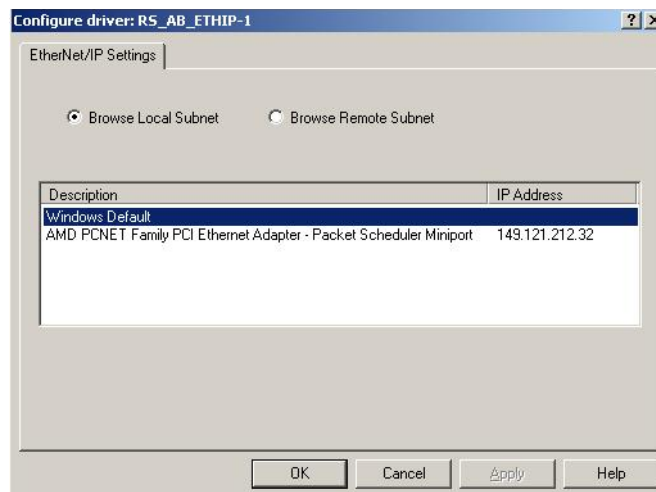 Configure driver: RS_AB_ETHIP-1
EtherNet/IP Settings
Browse Local Subnet Browse Remote Subnet
Description IP Address
Windows Default
AMD PCNET Family PCI Ethernet Adapter - Packet Scheduler Miniport 149.121.212.32
OK Cancel Apply Help